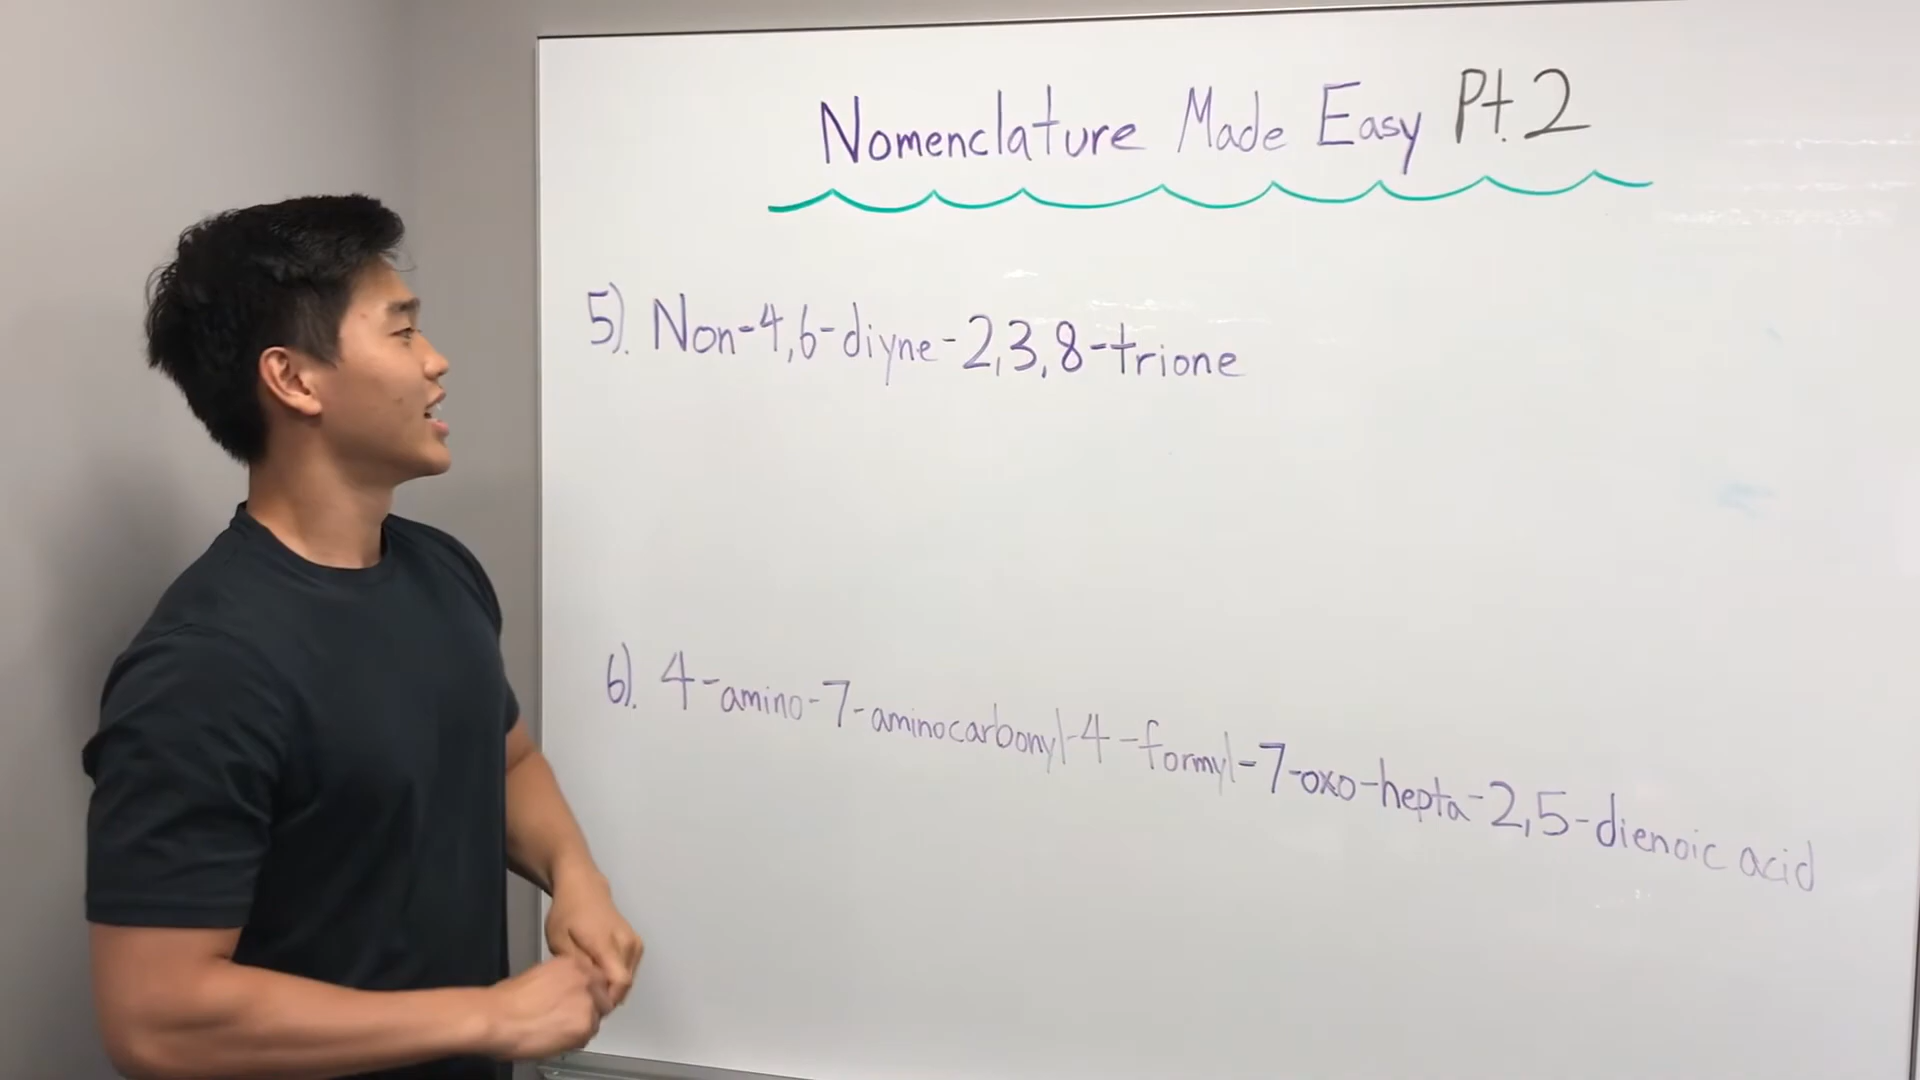 Nomenclature Made Easy Pt.2
5). Non-4,6-diyne-2,3,8-trione
6). 4-amino-7-aminocarbonyl-4-formyl-7-oxo-hepta-2,5-dienoic acid